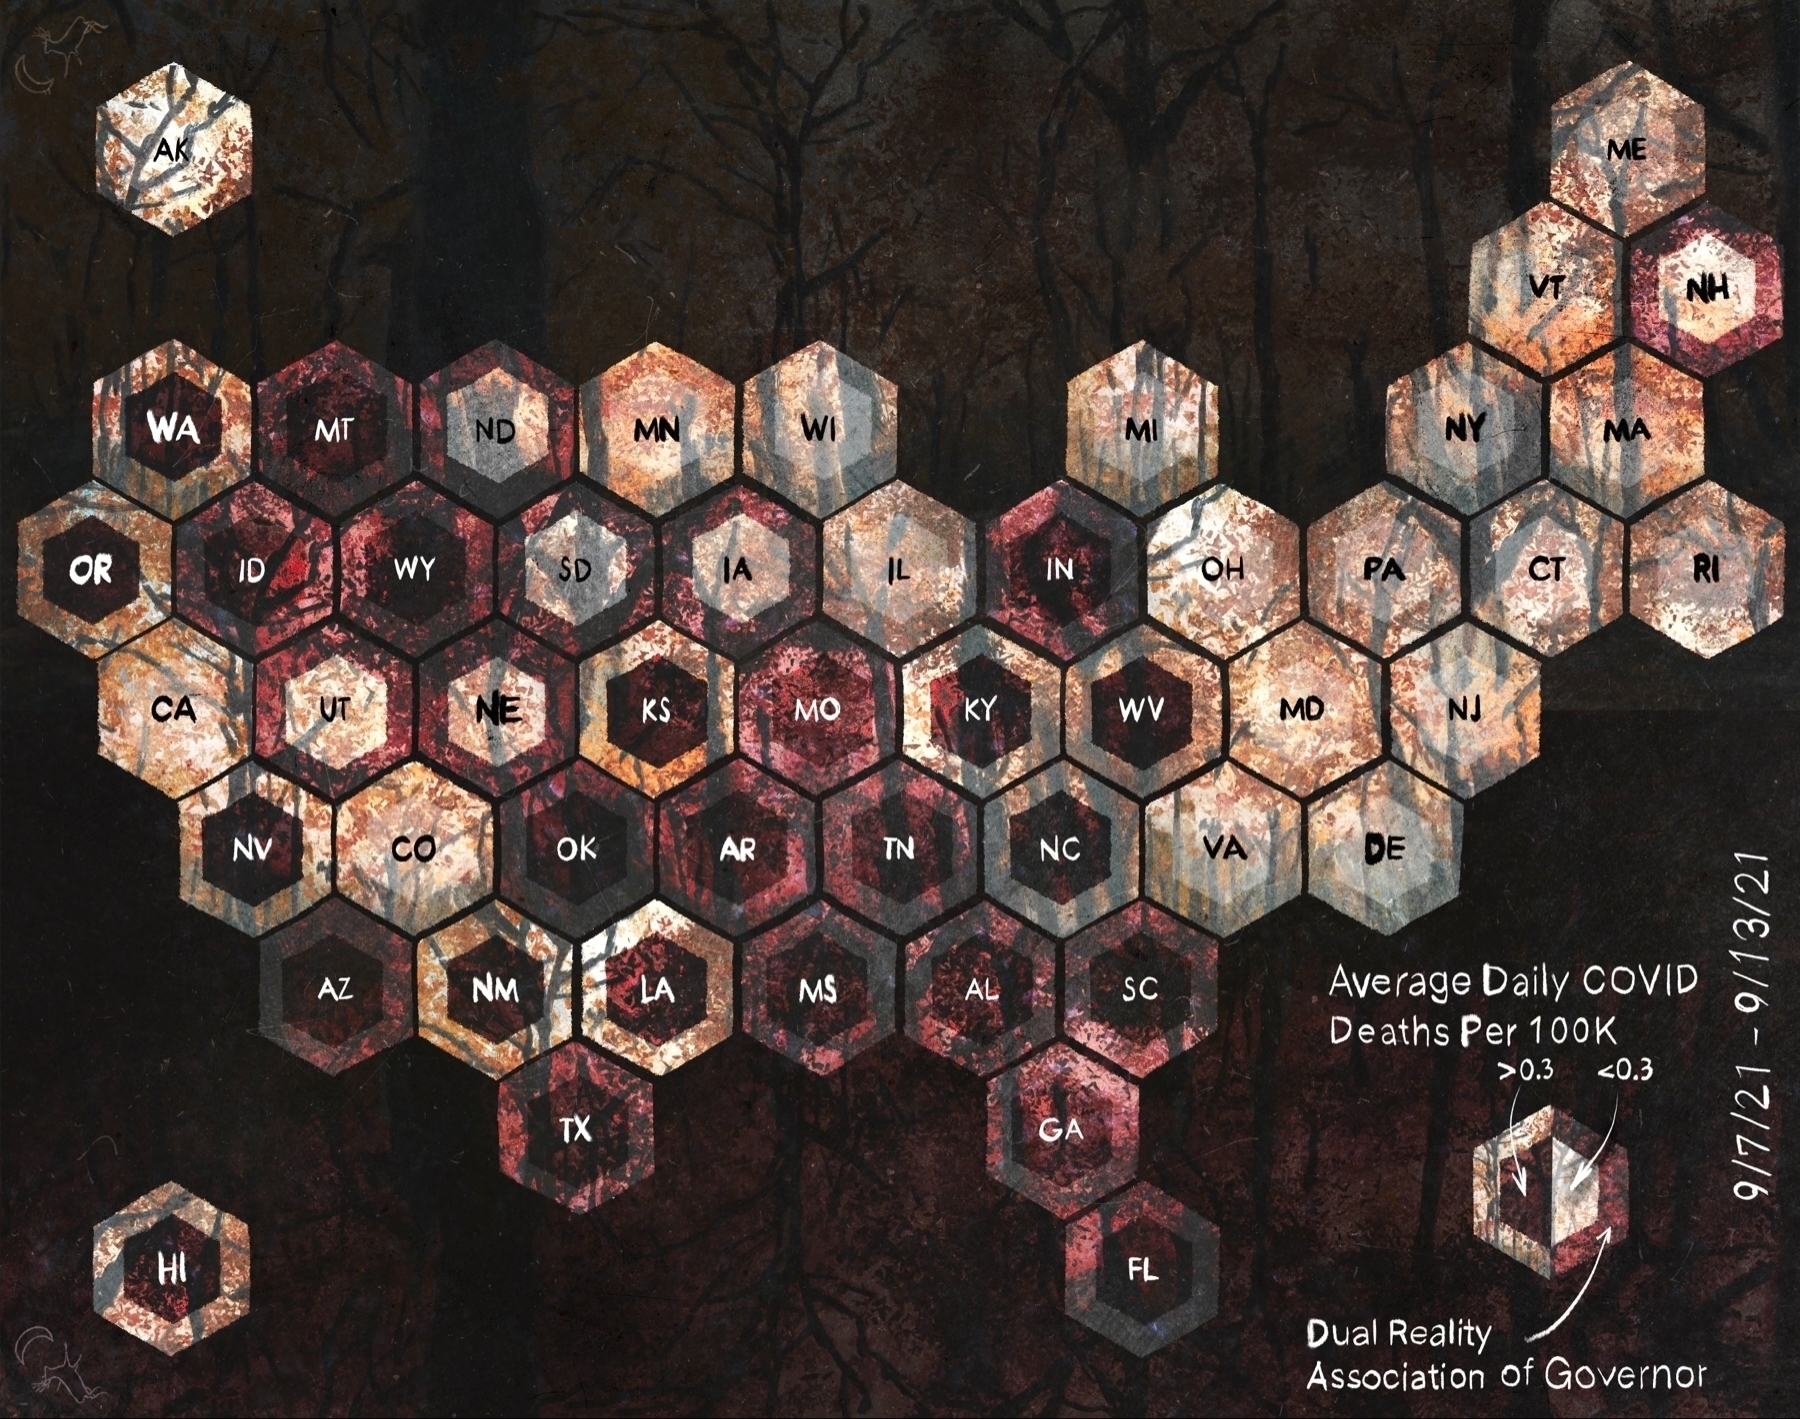 AK
ME
VT
NH
WA
MT
ND
MN
WI
MI
NY
MA
OR
ID
WY
SD
IA
IL
IN
OH
PA
CT
RI
CA
UT
NE
KS
MO
KY
WV
MD
NJ
NV
CO
OK
AR
TN
NC
VA
DE
AZ
NM
LA
MS
AL
SC
TX
GA
HI
FL
Average Daily COVID
Deaths Per 100K
>0.3 <0.3
Dual Reality
Association of Governor
9/7/21 - 9/13/21